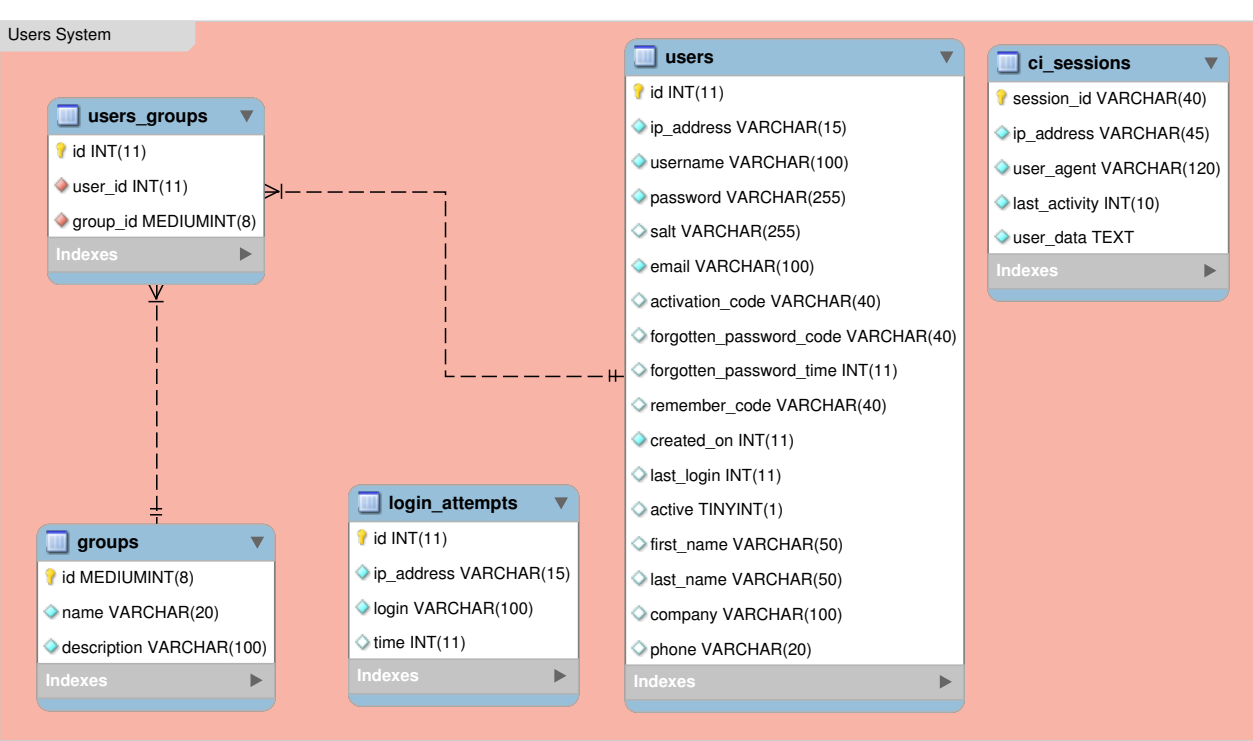 Users System
users_groups
id INT(11)
user_id INT(11)
group_id MEDIUMINT(8)
Indexes
groups
id MEDIUMINT(8)
name VARCHAR(20)
description VARCHAR(100)
Indexes
login_attempts
id INT(11)
ip_address VARCHAR(15)
login VARCHAR(100)
time INT(11)
Indexes
users
id INT(11)
ip_address VARCHAR(15)
username VARCHAR(100)
password VARCHAR(255)
salt VARCHAR(255)
email VARCHAR(100)
activation_code VARCHAR(40)
forgotten_password_code VARCHAR(40)
forgotten_password_time INT(11)
remember_code VARCHAR(40)
created_on INT(11)
last_login INT(11)
active TINYINT(1)
first_name VARCHAR(50)
last_name VARCHAR(50)
company VARCHAR(100)
phone VARCHAR(20)
Indexes
ci_sessions
session_id VARCHAR(40)
ip_address VARCHAR(45)
user_agent VARCHAR(120)
last_activity INT(10)
user_data TEXT
Indexes